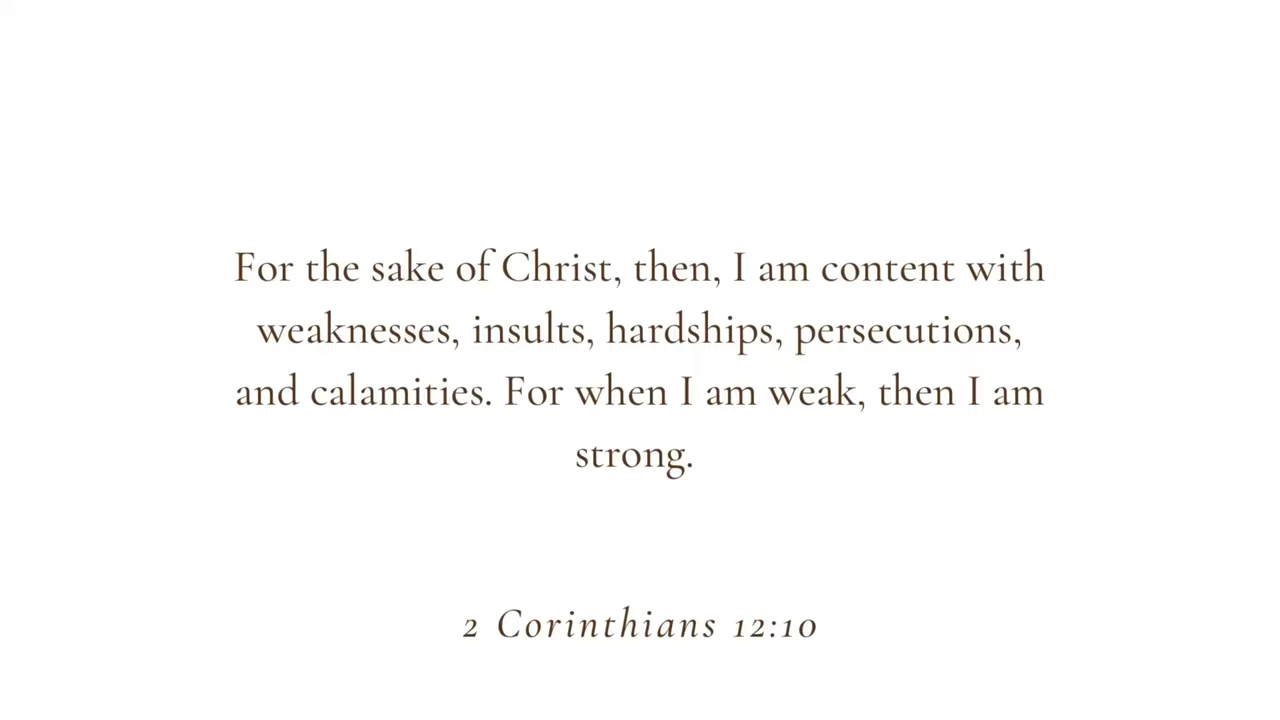 For the sake of Christ, then, I am content with
weaknesses, insults, hardships, persecutions,
and calamities. For when I am weak, then I am
strong.
2 Corinthians 12:10